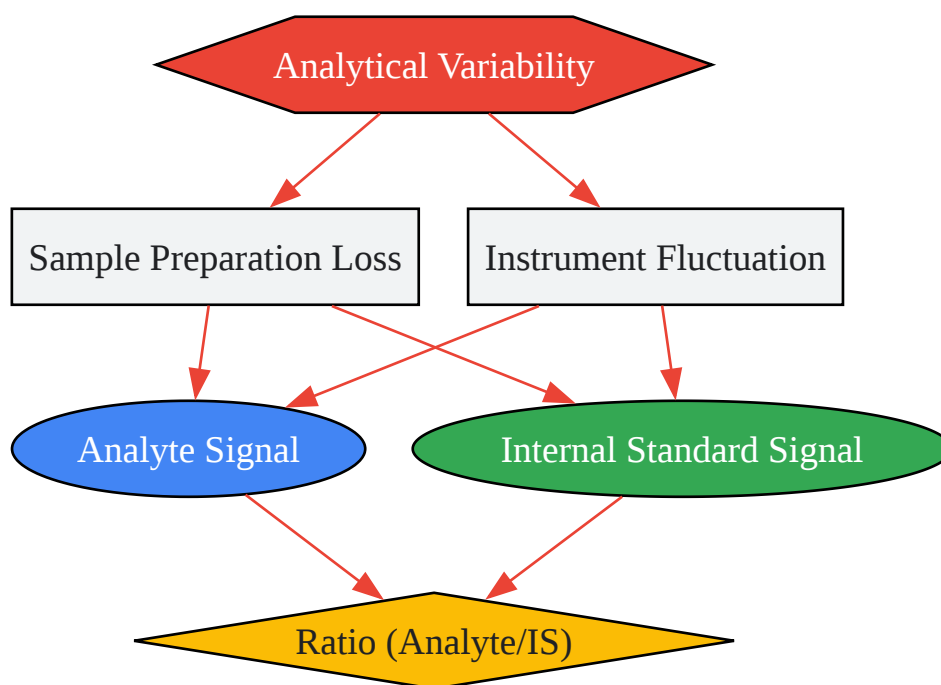 Analytical Variability
Sample Preparation Loss
Instrument Fluctuation
Analyte Signal
Internal Standard Signal
Ratio (Analyte/IS)